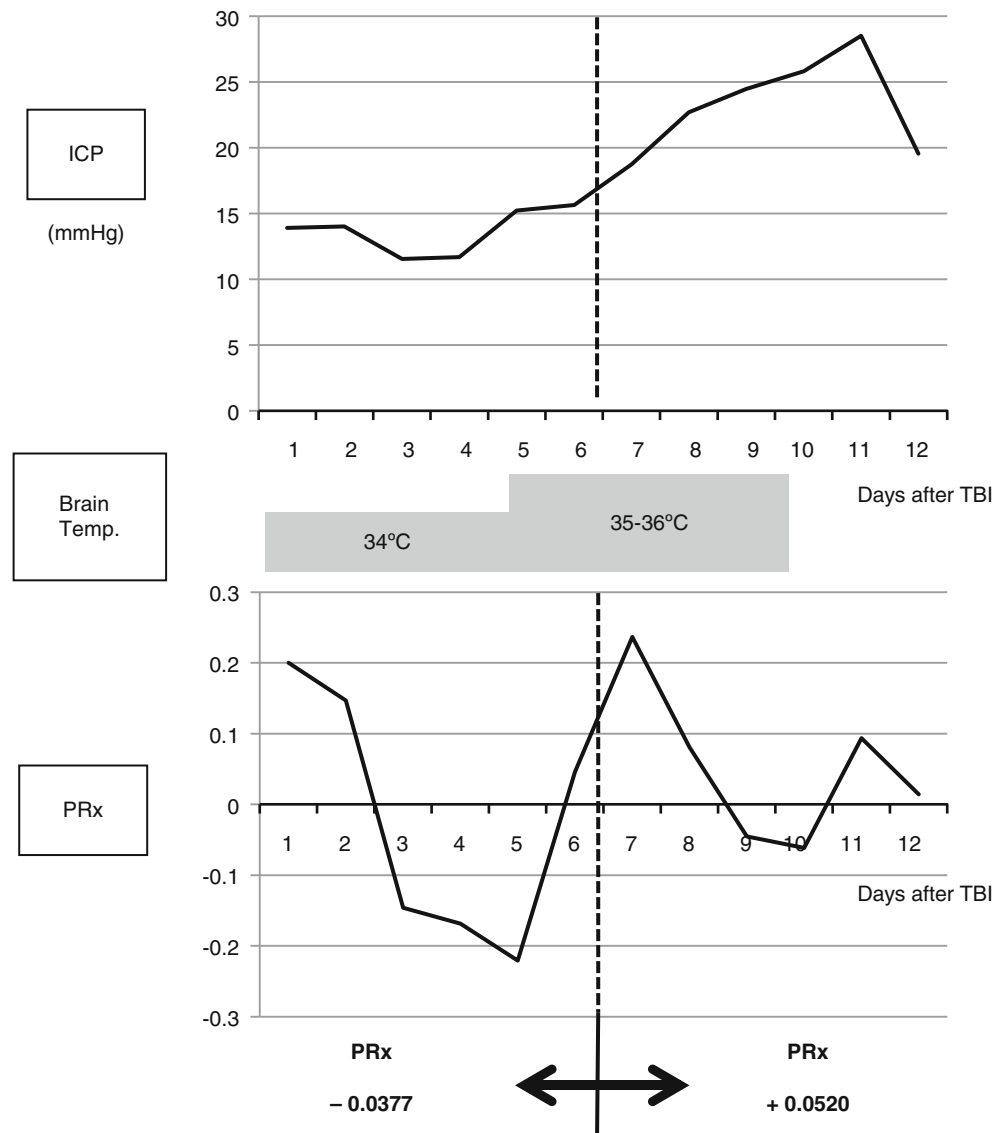 30
25
20
15
10
5
0
ICP
(mmHg)
1 2 3 4 5 6 7 8 9 10 11 12
Days after TBI
Brain
Temp.
34ºC
35-36ºC
0.3
0.2
0.1
0
-0.1
-0.2
-0.3
PRx
1 2 3 4 5 6 7 8 9 10 11 12
Days after TBI
PRx
– 0.0377
PRx
+ 0.0520